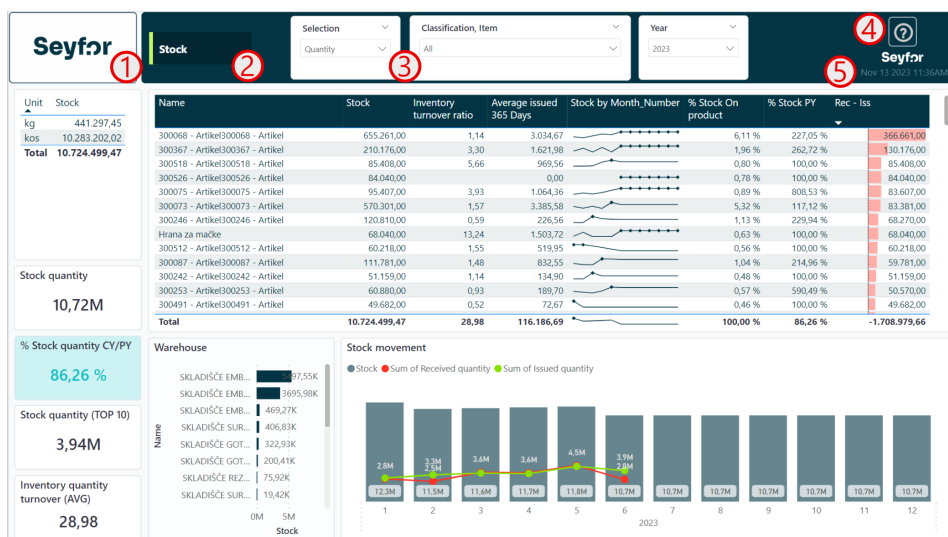 Seyfor
1
Stock
2
Selection
Quantity
Classification, Item
All
3
Year
2023
4
?
Seyfor
5
Nov 13 2023 11:36AM
Unit Stock
kg 441.297,45
kos 10.283.202,02
Total 10.724.499,47
Name Stock Inventory turnover ratio Average issued 365 Days Stock by Month_Number % Stock On product % Stock PY Rec - Iss
300068 - Artikel300068 - Artikel 655.261,00 1,14 3.034,67 6,11 % 227,05 % 366.661,00
300367 - Artikel300367 - Artikel 210.176,00 3,30 1.621,98 1,96 % 262,72 % 130.176,00
300518 - Artikel300518 - Artikel 85.408,00 5,66 969,56 0,80 % 100,00 % 85.408,00
300526 - Artikel300526 - Artikel 84.040,00 0,00 0,78 % 100,00 % 84.040,00
300075 - Artikel300075 - Artikel 95.407,00 3,93 1.064,36 0,89 % 808,53 % 83.607,00
300073 - Artikel300073 - Artikel 570.301,00 1,57 3.385,58 5,32 % 117,12 % 83.381,00
300246 - Artikel300246 - Artikel 120.810,00 0,59 226,56 1,13 % 229,94 % 68.270,00
Hrana za mačke 68.040,00 13,24 1.503,72 0,63 % 100,00 % 68.040,00
300512 - Artikel300512 - Artikel 60.218,00 1,55 519,95 0,56 % 100,00 % 60.218,00
300087 - Artikel300087 - Artikel 111.781,00 1,48 832,55 1,04 % 214,96 % 59.781,00
300242 - Artikel300242 - Artikel 51.159,00 1,14 134,90 0,48 % 100,00 % 51.159,00
300253 - Artikel300253 - Artikel 60.880,00 0,93 189,70 0,57 % 590,49 % 50.570,00
300491 - Artikel300491 - Artikel 49.682,00 0,52 72,67 0,46 % 100,00 % 49.682,00
Total 10.724.499,47 28,98 116.186,69 100,00 % 86,26 % -1.708.979,66
Stock quantity
10,72M
% Stock quantity CY/PY
86,26 %
Stock quantity (TOP 10)
3,94M
Inventory quantity
turnover (AVG)
28,98
Warehouse
Name
SKLADIŠČE EMB...
SKLADIŠČE EMB... 3695,98K
SKLADIŠČE EMB... 469,27K
SKLADIŠČE SUR... 406,83K
SKLADIŠČE GOT... 322,93K
SKLADIŠČE GOT... 200,41K
SKLADIŠČE REZ... 75,92K
SKLADIŠČE SUR... 19,42K
0M 5M
Stock
Stock movement
Stock Sum of Received quantity Sum of Issued quantity
2,8M 3,3M 2,5M 3,6M 3,6M 4,5M 3,9M 2,8M
12,3M 11,5M 11,6M 11,7M 11,8M 10,7M 10,7M 10,7M 10,7M 10,7M 10,7M 10,7M
1 2 3 4 5 6 7 8 9 10 11 12
2023